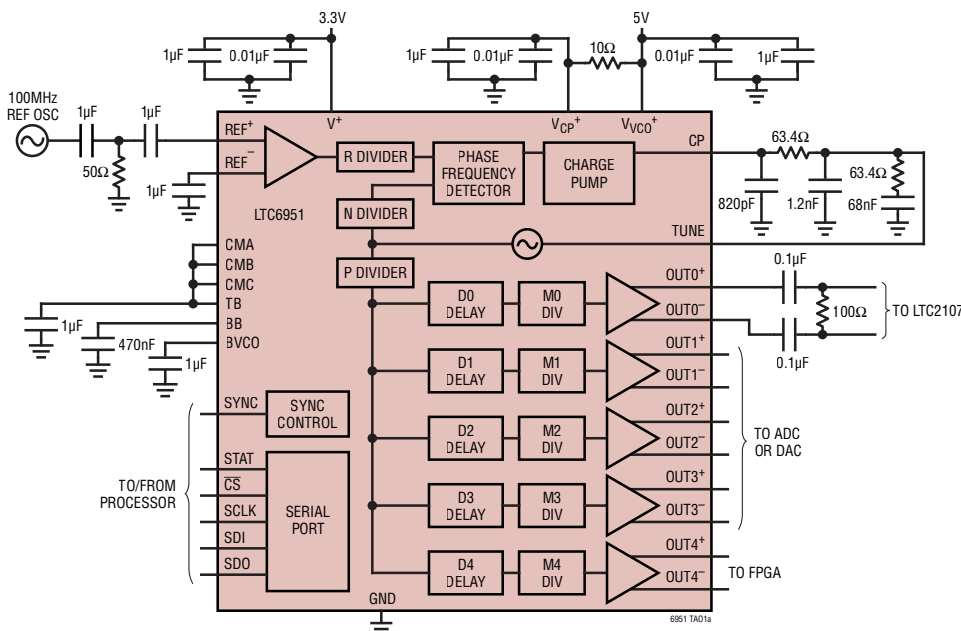 3.3V
5V
1µF
0.01µF
1µF
0.01µF
10Ω
0.01µF
1µF
100MHz
REF OSC
1µF
1µF
50Ω
1µF
REF+
REF–
V+
VCP+
VVCO+
CP
R DIVIDER
PHASE
FREQUENCY
DETECTOR
CHARGE
PUMP
63.4Ω
63.4Ω
820pF
1.2nF
68nF
LTC6951
N DIVIDER
TUNE
CMA
CMB
CMC
TB
BB
BVCO
1µF
470nF
1µF
P DIVIDER
D0
DELAY
M0
DIV
OUT0+
OUT0–
0.1µF
0.1µF
100Ω
TO LTC2107
D1
DELAY
M1
DIV
OUT1+
OUT1–
D2
DELAY
M2
DIV
OUT2+
OUT2–
TO ADC
OR DAC
D3
DELAY
M3
DIV
OUT3+
OUT3–
D4
DELAY
M4
DIV
OUT4+
OUT4–
TO FPGA
SYNC
SYNC
CONTROL
TO/FROM
PROCESSOR
STAT
CS
SCLK
SDI
SDO
SERIAL
PORT
GND
6951 TA01a